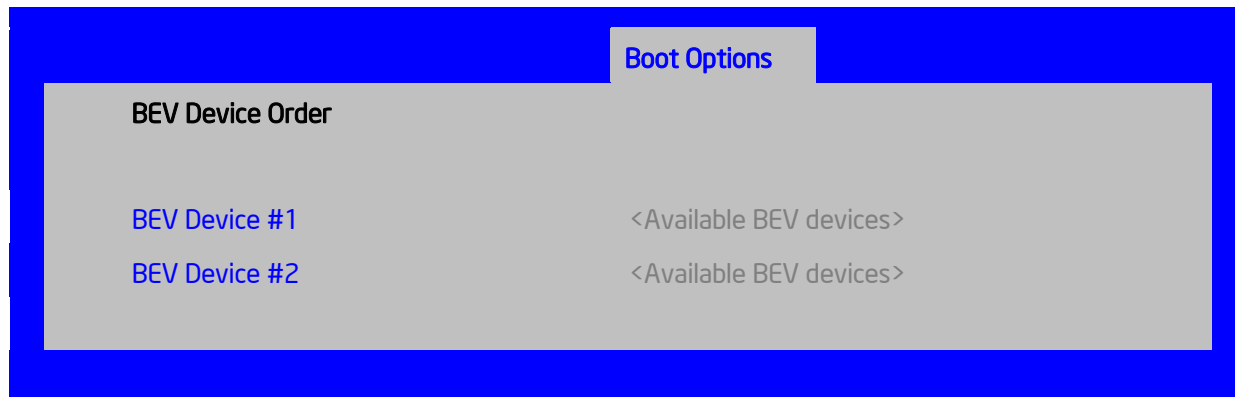 Boot Options
BEV Device Order
BEV Device #1 <Available BEV devices>
BEV Device #2 <Available BEV devices>